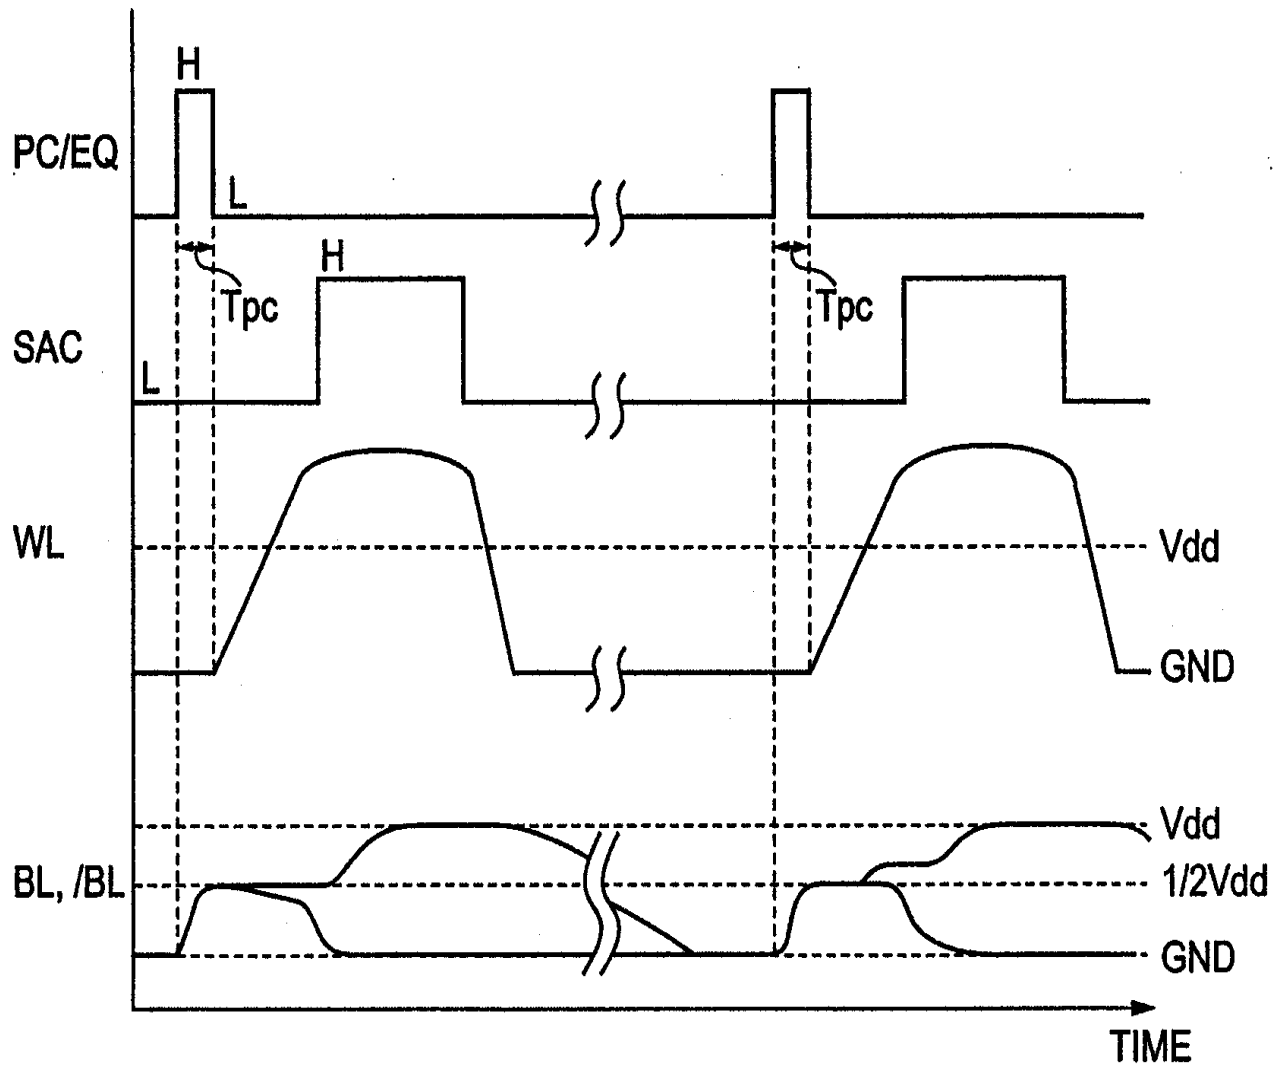 H
PC/EQ
L
Tpc
Tpc
H
SAC
L
WL
Vdd
GND
Vdd
BL, /BL
1/2Vdd
GND
TIME